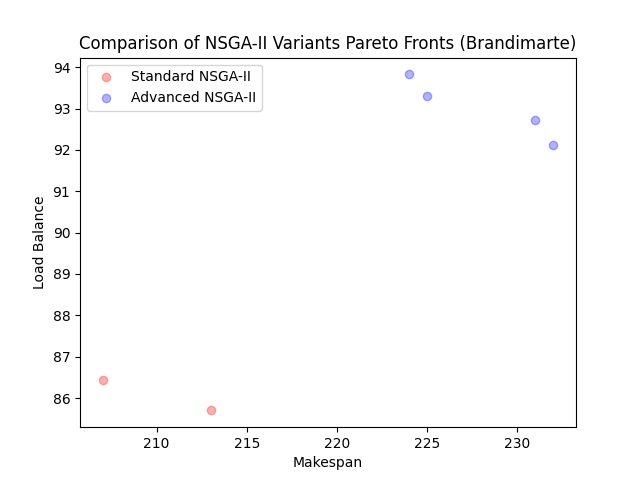 Comparison of NSGA-II Variants Pareto Fronts (Brandimarte)
Standard NSGA-II
Advanced NSGA-II
94
93
92
91
90
89
88
87
86
Load Balance
210 215 220 225 230
Makespan